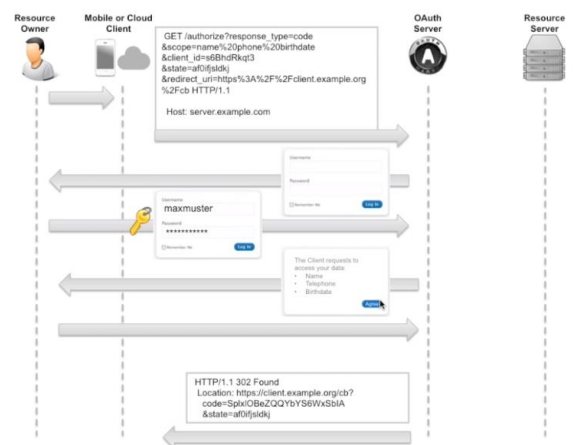 Resource
Owner
Mobile or Cloud
Client
OAuth
Server
Resource
Server
GET /authorize?response_type=code
&scope=name%20phone%20birthdate
&client_id=s6BhdRkqt3
&state=af0ifjsldkj
&redirect_uri=https%3A%2F%2Fclient.example.org
%2Fcb HTTP/1.1
Host: server.example.com
Username
Password
Remember Me
Log In
Username
maxmuster
Password
***********
Remember Me
Log In
The Client requests to
access your data:
• Name
• Telephone
• Birthdate
Agree
HTTP/1.1 302 Found
Location: https://client.example.org/cb?
code=SplxlOBeZQQYbYS6WxSbIA
&state=af0ifjsldkj